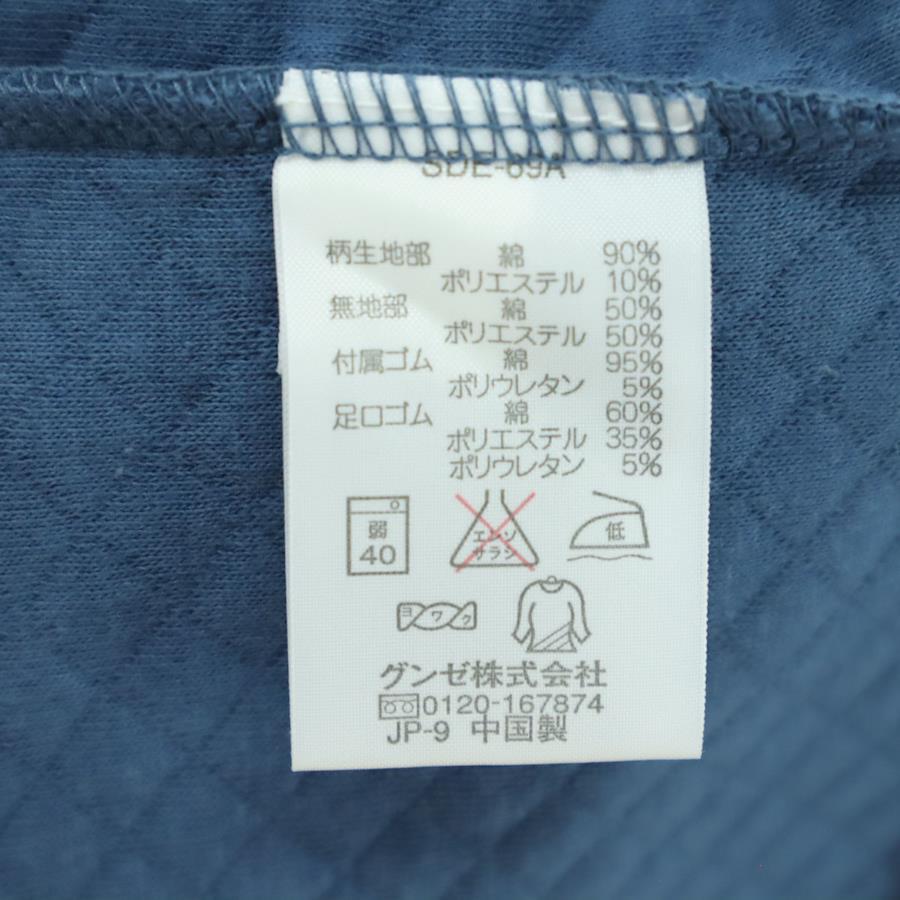 SDE-69A
柄生地部 綿 90%
ポリエステル 10%
無地部 綿 50%
ポリエステル 50%
付属ゴム 綿 95%
ポリウレタン 5%
足口ゴム 綿 60%
ポリエステル 35%
ポリウレタン 5%
弱
40
エンソ
サラシ
低
ヨワク
グンゼ株式会社
0120-167874
JP-9 中国製